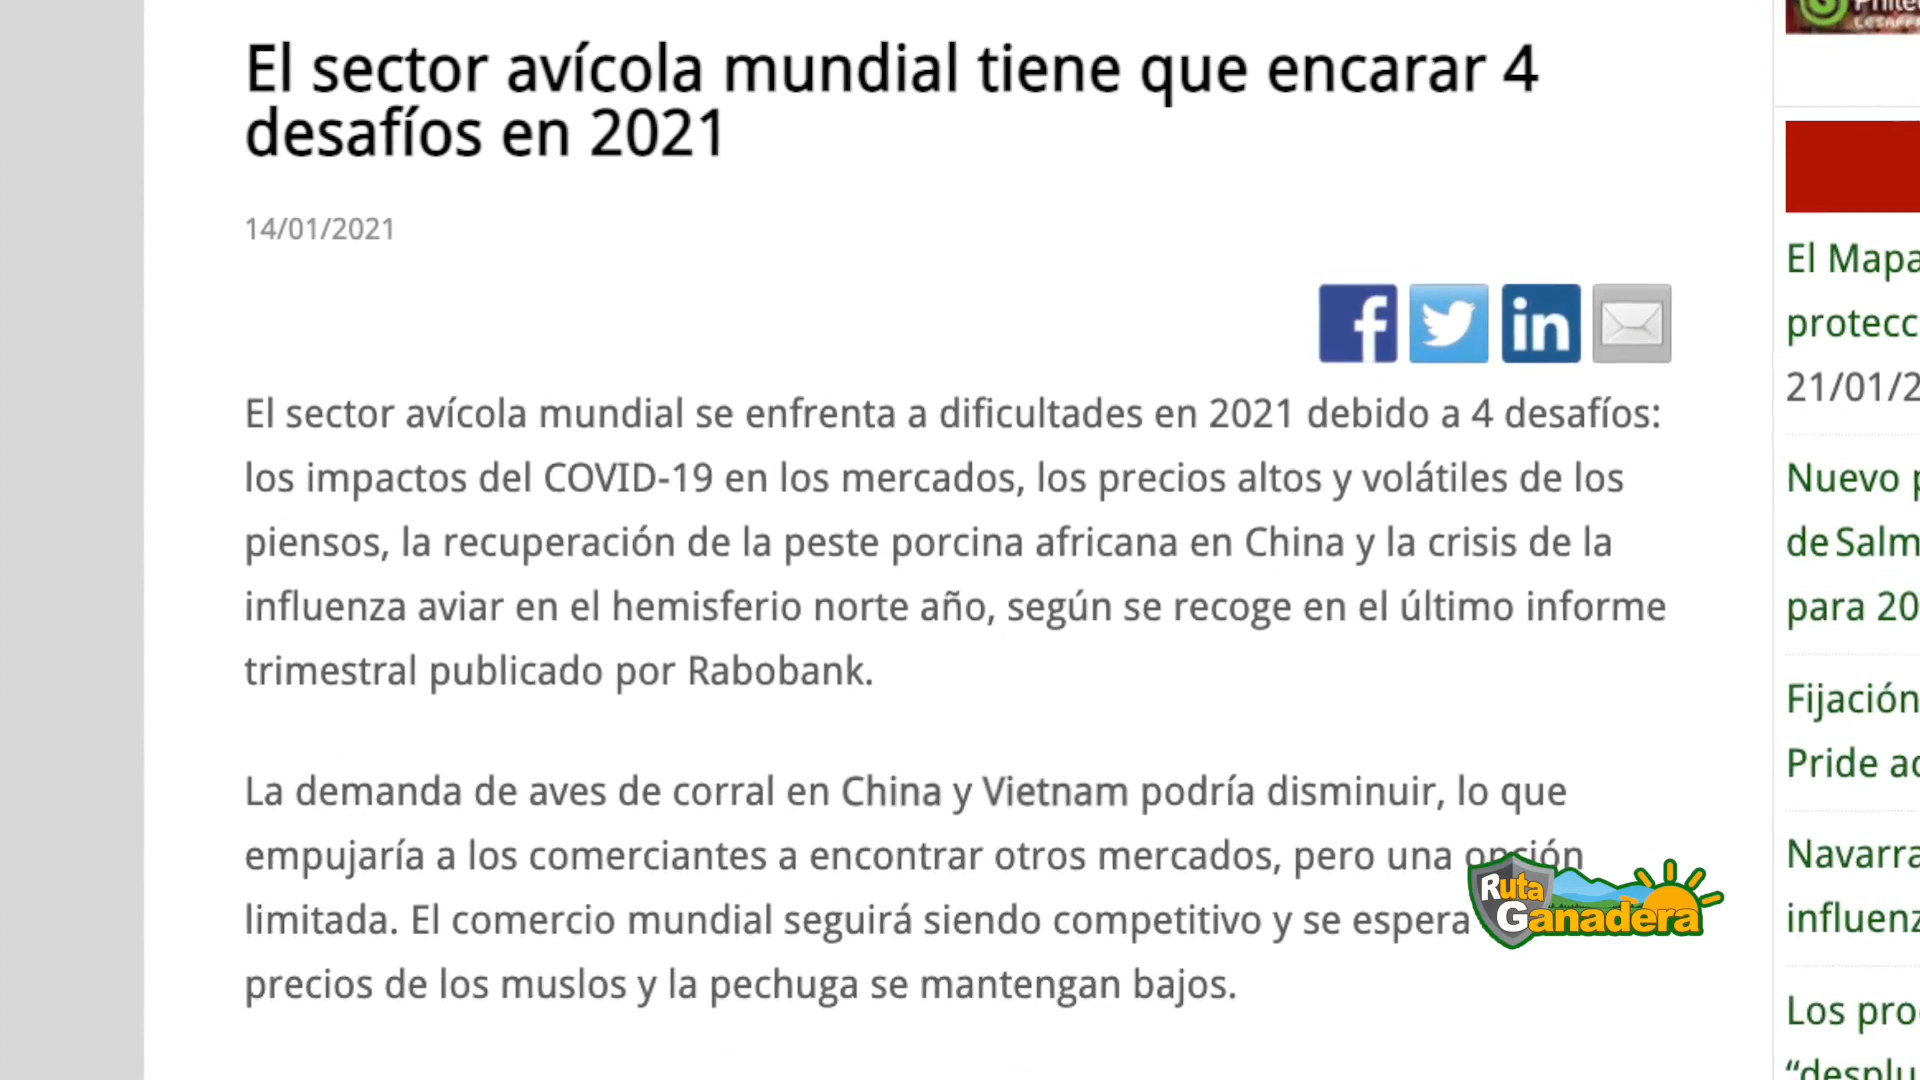 El sector avícola mundial tiene que encarar 4
desafíos en 2021
14/01/2021
El sector avícola mundial se enfrenta a dificultades en 2021 debido a 4 desafíos:
los impactos del COVID-19 en los mercados, los precios altos y volátiles de los
piensos, la recuperación de la peste porcina africana en China y la crisis de la
influenza aviar en el hemisferio norte año, según se recoge en el último informe
trimestral publicado por Rabobank.
La demanda de aves de corral en China y Vietnam podría disminuir, lo que
empujaría a los comerciantes a encontrar otros mercados, pero una opción
limitada. El comercio mundial seguirá siendo competitivo y se espera
precios de los muslos y la pechuga se mantengan bajos.
Ruta
Ganadera
El Mapa
protecc
21/01/2
Nuevo p
de Salm
para 20
Fijación
Pride ac
Navarra
influenz
Los pro
“desplu